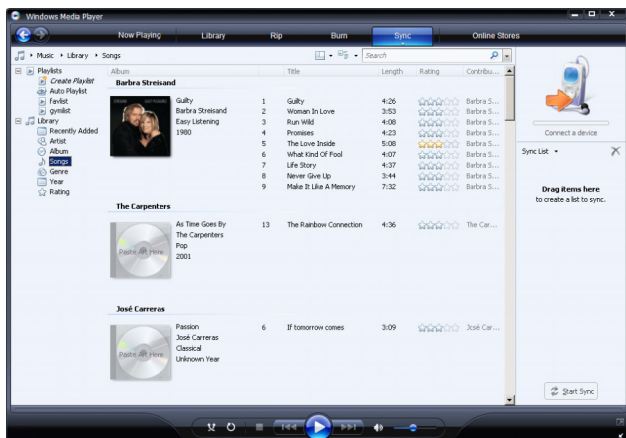 Windows Media Player
Now Playing Library Rip Burn Sync Online Stores
Music Library Songs Search
Playlists
Create Playlist
Auto Playlist
favlist
gymlist
Library
Recently Added
Artist
Album
Songs
Genre
Year
Rating
Album Title Length Rating Contribu...
Barbra Streisand
Guilty
Barbra Streisand
Easy Listening
1980
1 Guilty 4:26 Barbra S...
2 Woman In Love 3:53 Barbra S...
3 Run Wild 4:08 Barbra S...
4 Promises 4:23 Barbra S...
5 The Love Inside 5:08 Barbra S...
6 What Kind Of Fool 4:07 Barbra S...
7 Life Story 4:37 Barbra S...
8 Never Give Up 3:44 Barbra S...
9 Make It Like A Memory 7:32 Barbra S...
The Carpenters
Paste Art Here
As Time Goes By
The Carpenters
Pop
2001
13 The Rainbow Connection 4:36 The Car...
José Carreras
Paste Art Here
Passion
José Carreras
Classical
Unknown Year
6 If tomorrow comes 3:09 José Car...
Connect a device
Sync List
Drag items here
to create a list to sync.
Start Sync